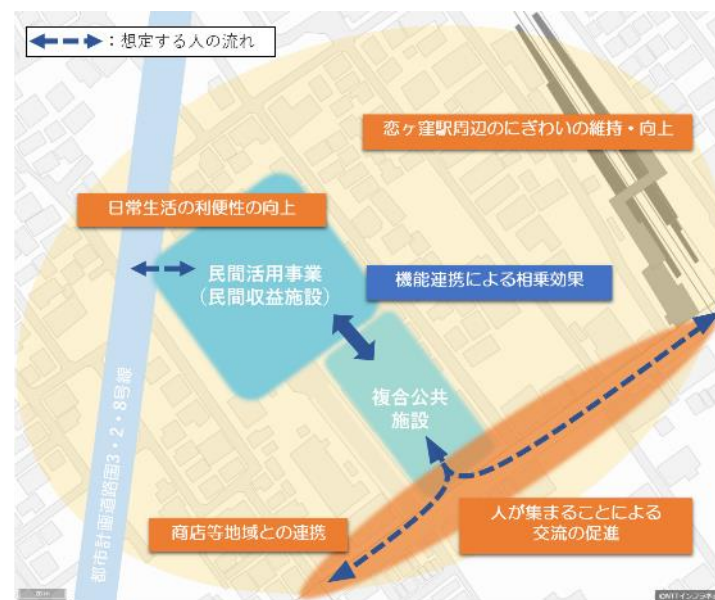 ：想定する人の流れ
恋ヶ窪駅周辺のにぎわいの維持・向上
日常生活の利便性の向上
民間活用事業
（民間収益施設）
機能連携による相乗効果
複合公共
施設
都市計画道路国3・2・8号線
商店等地域との連携
人が集まることによる
交流の促進